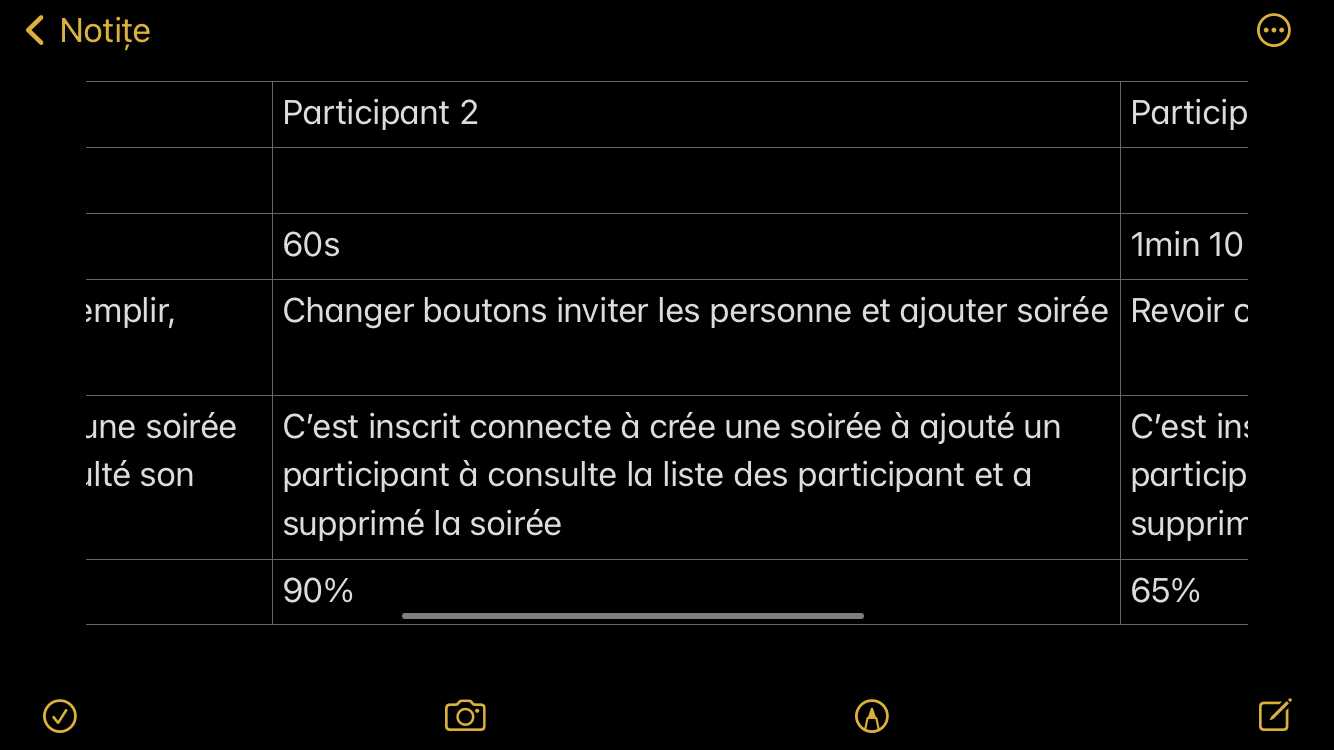 Notițe
Participant 2
Particip
60s
1min 10
emplir,
Changer boutons inviter les personne et ajouter soirée
Revoir
une soirée
C’est inscrit connecte à crée une soirée à ajouté un
C’est ins
ulté son
participant à consulte la liste des participant et a
particip
supprimé la soirée
supprim
90%
65%